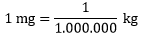 1 mg = 1/1.000.000 kg